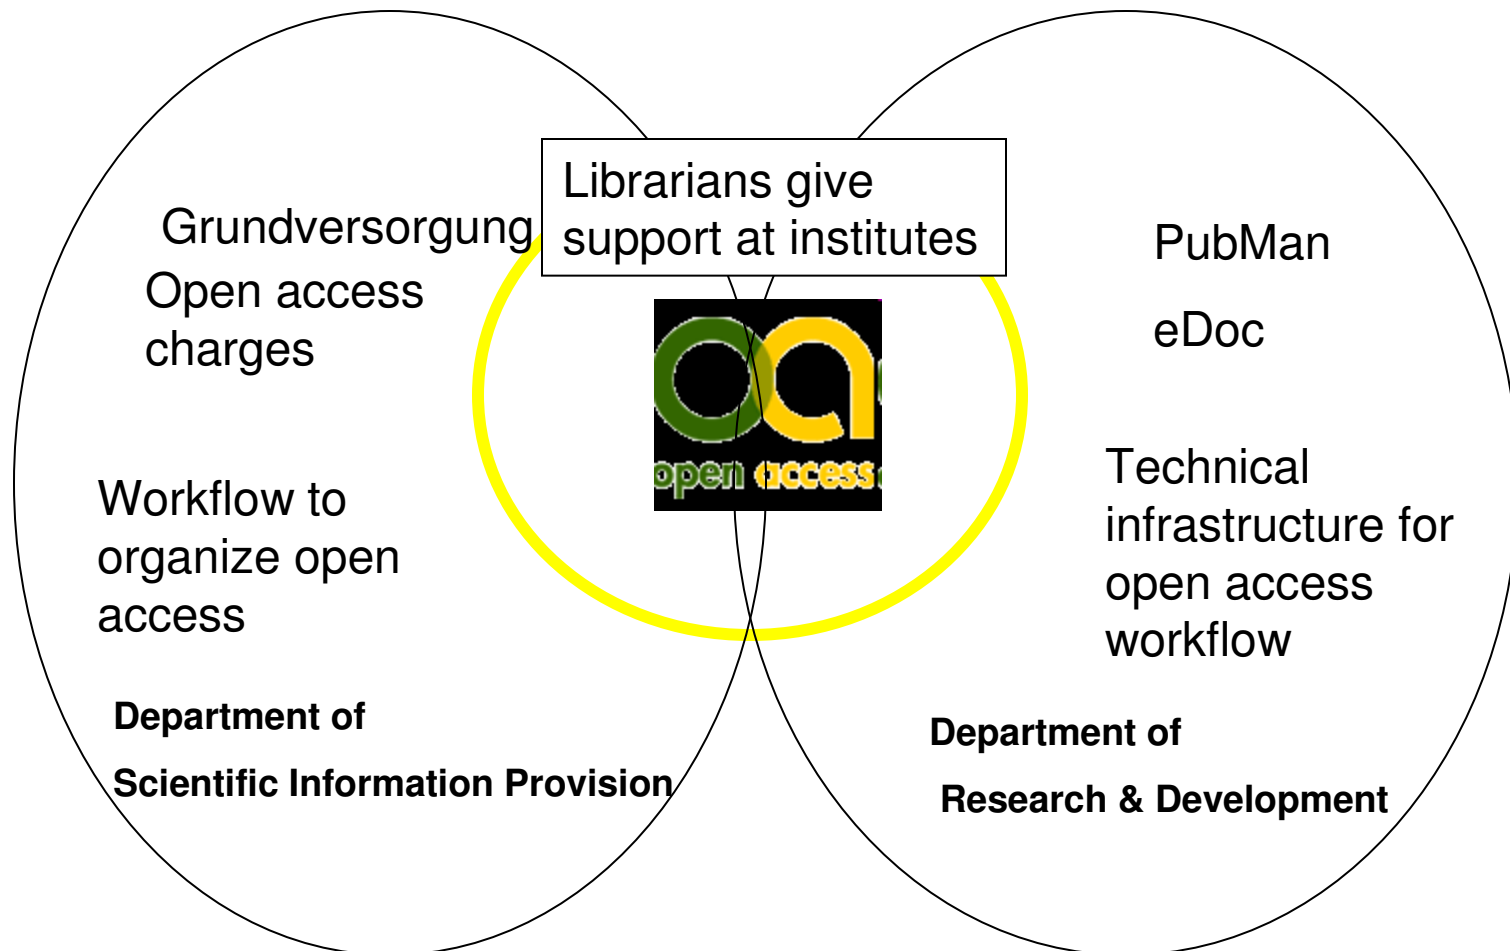 Librarians give
support at institutes
Grundversorgung
Open access
charges
Workflow to
organize open
access
Department of
Scientific Information Provision
oa
open access
PubMan
eDoc
Technical
infrastructure for
open access
workflow
Department of
Research & Development